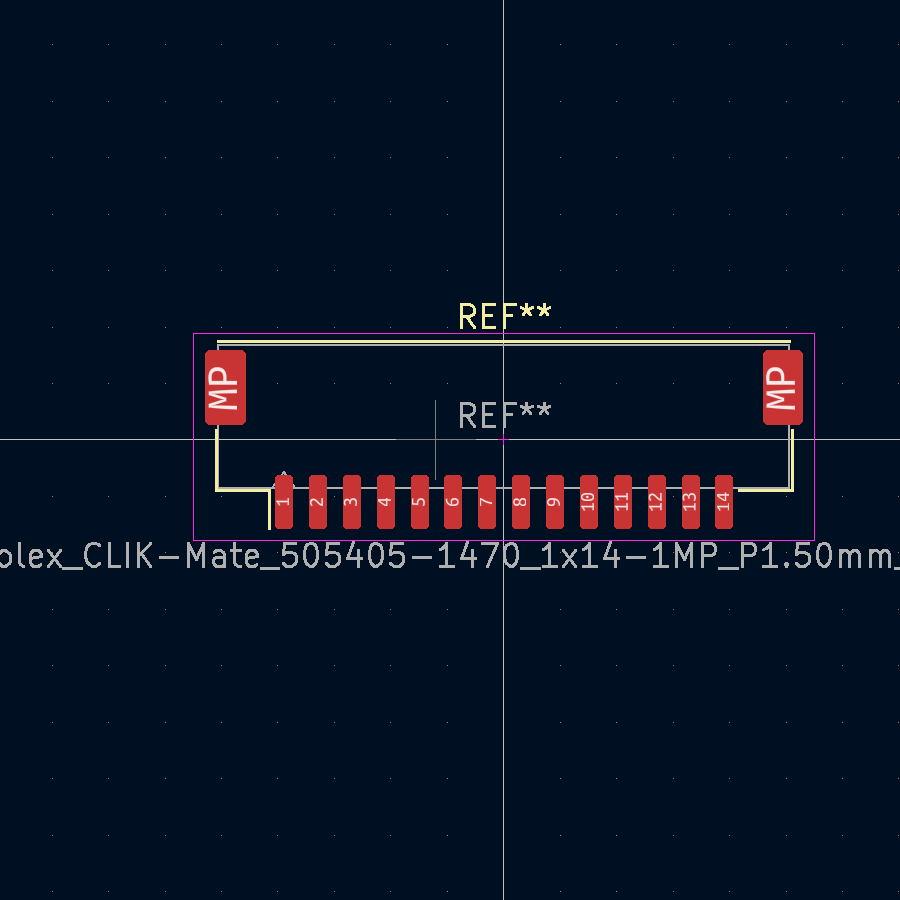 REF**
MP MP
REF**
1 2 3 4 5 6 7 8 9 10 11 12 13 14
olex_CLIK-Mate_505405-1470_1x14-1MP_P1.50mm_